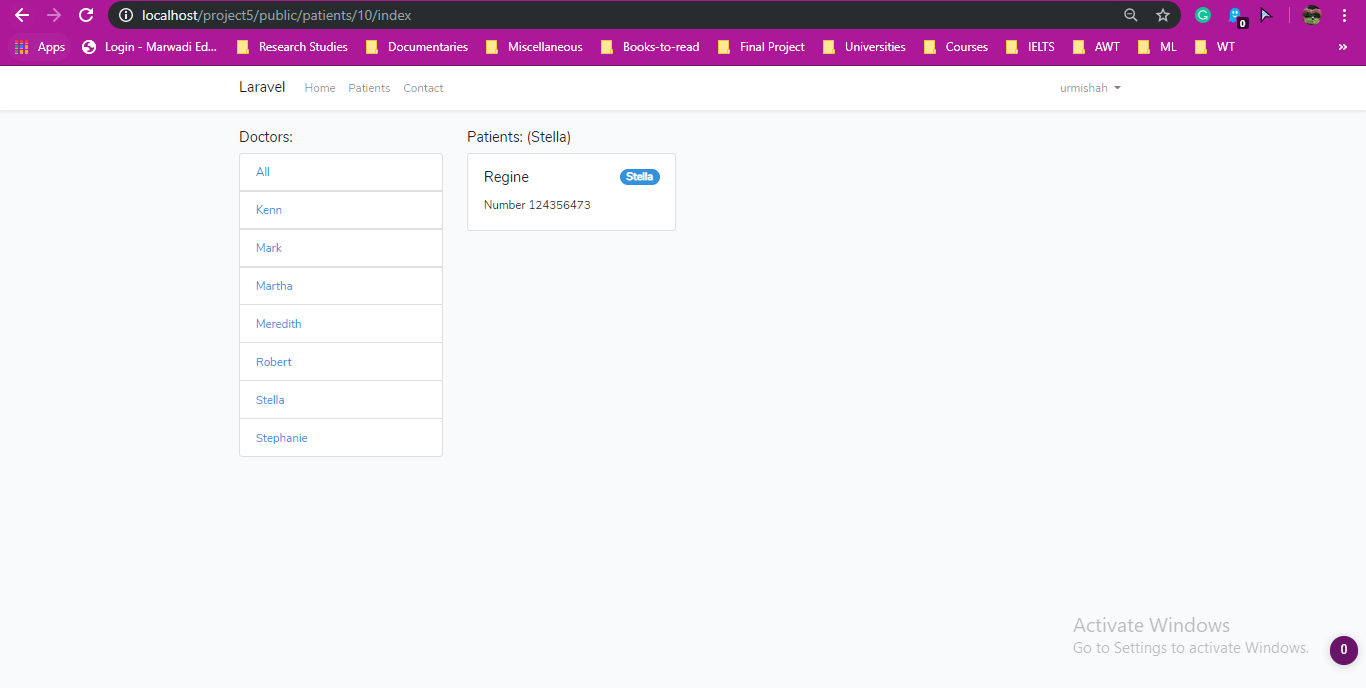 localhost/project5/public/patients/10/index
0
Apps Login - Marwadi Ed... Research Studies Documentaries Miscellaneous Books-to-read Final Project Universities Courses IELTS AWT ML WT »
Laravel Home Patients Contact urmishah
Doctors:
All
Kenn
Mark
Martha
Meredith
Robert
Stella
Stephanie
Patients: (Stella)
Regine Stella
Number 124356473
Activate Windows
Go to Settings to activate Windows.
0